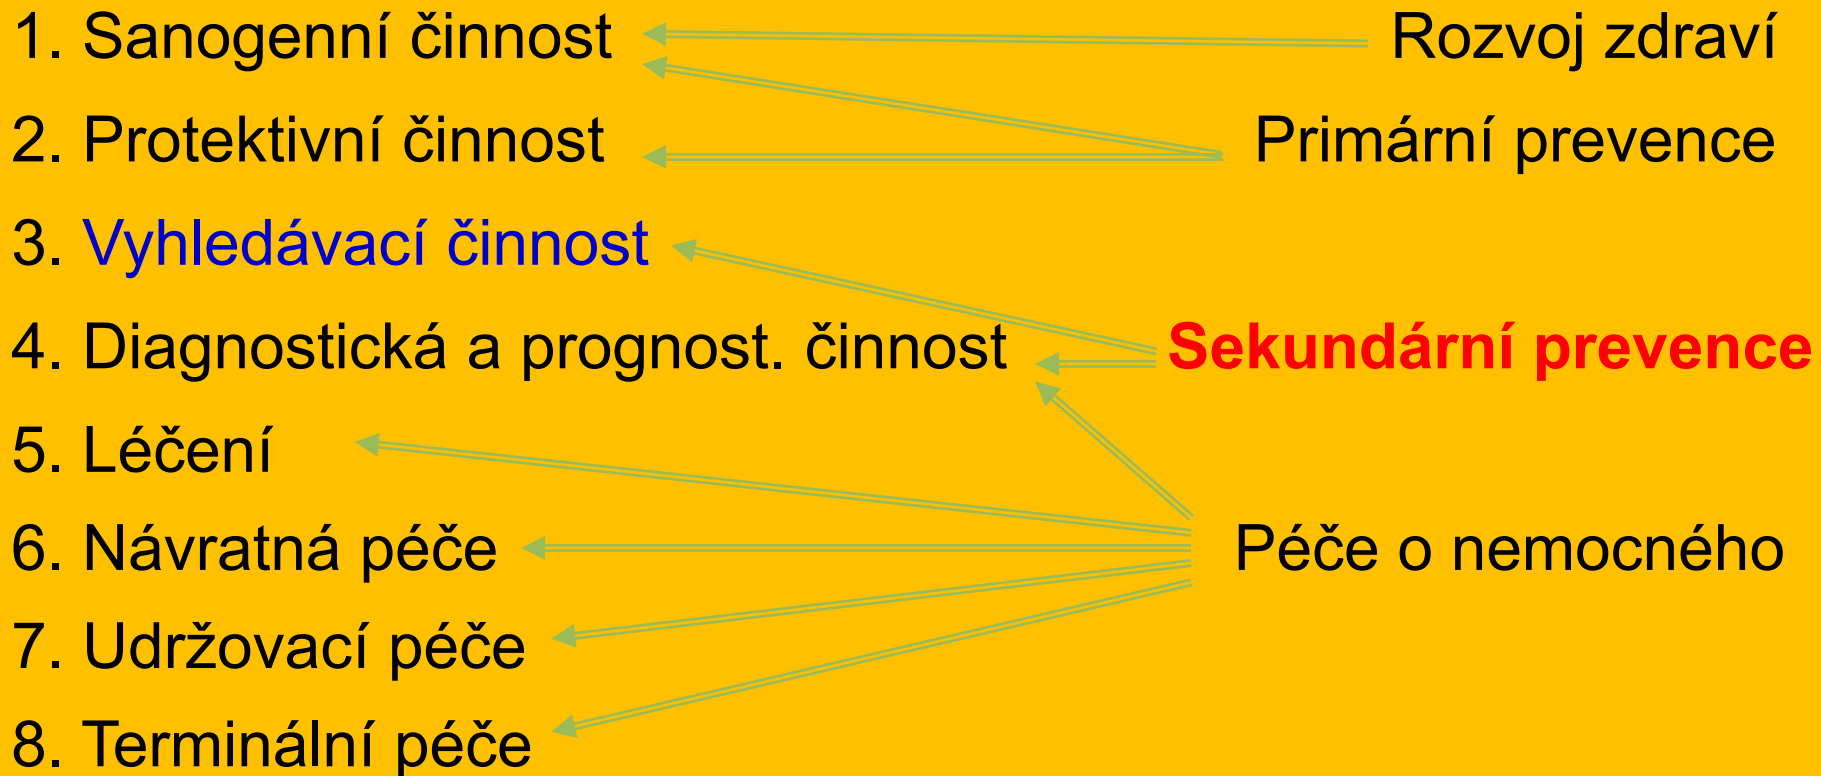 1. Sanogenní činnost Rozvoj zdraví
2. Protektivní činnost Primární prevence
3. Vyhledávací činnost
4. Diagnostická a prognost. činnost Sekundární prevence
5. Léčení
6. Návratná péče Péče o nemocného
7. Udržovací péče
8. Terminální péče